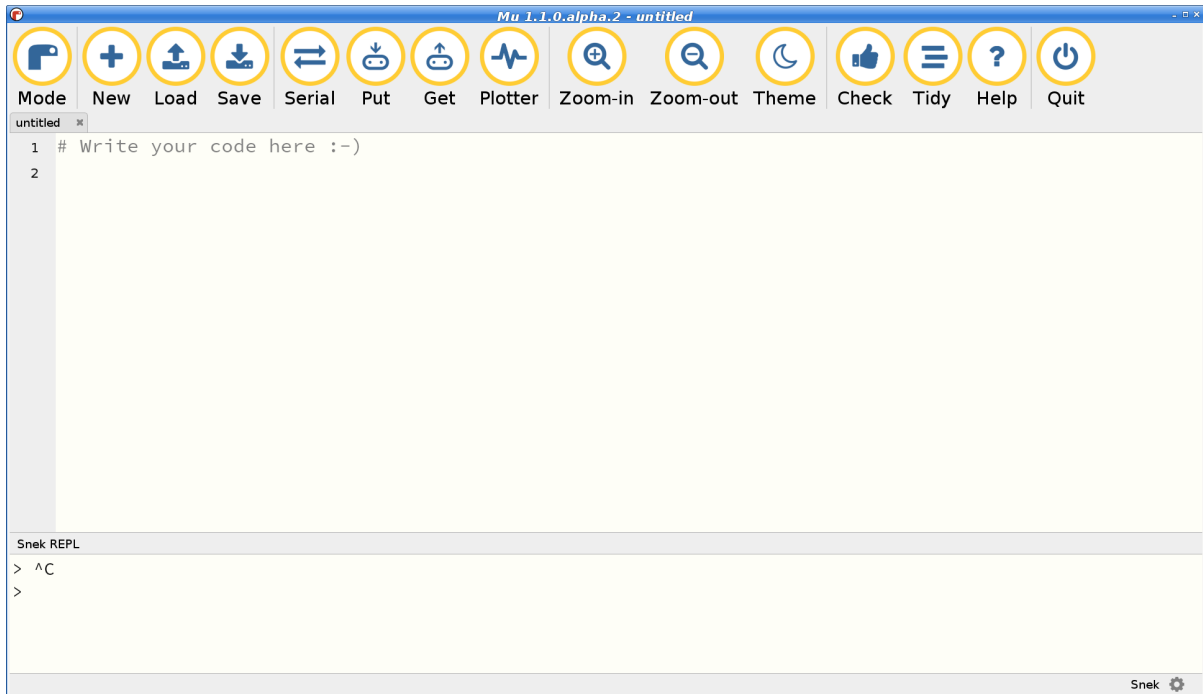 Mu 1.1.0.alpha.2 - untitled
Mode New Load Save Serial Put Get Plotter Zoom-in Zoom-out Theme Check Tidy Help Quit
untitled
1 # Write your code here :-)
2
Snek REPL
> ^C
>
Snek